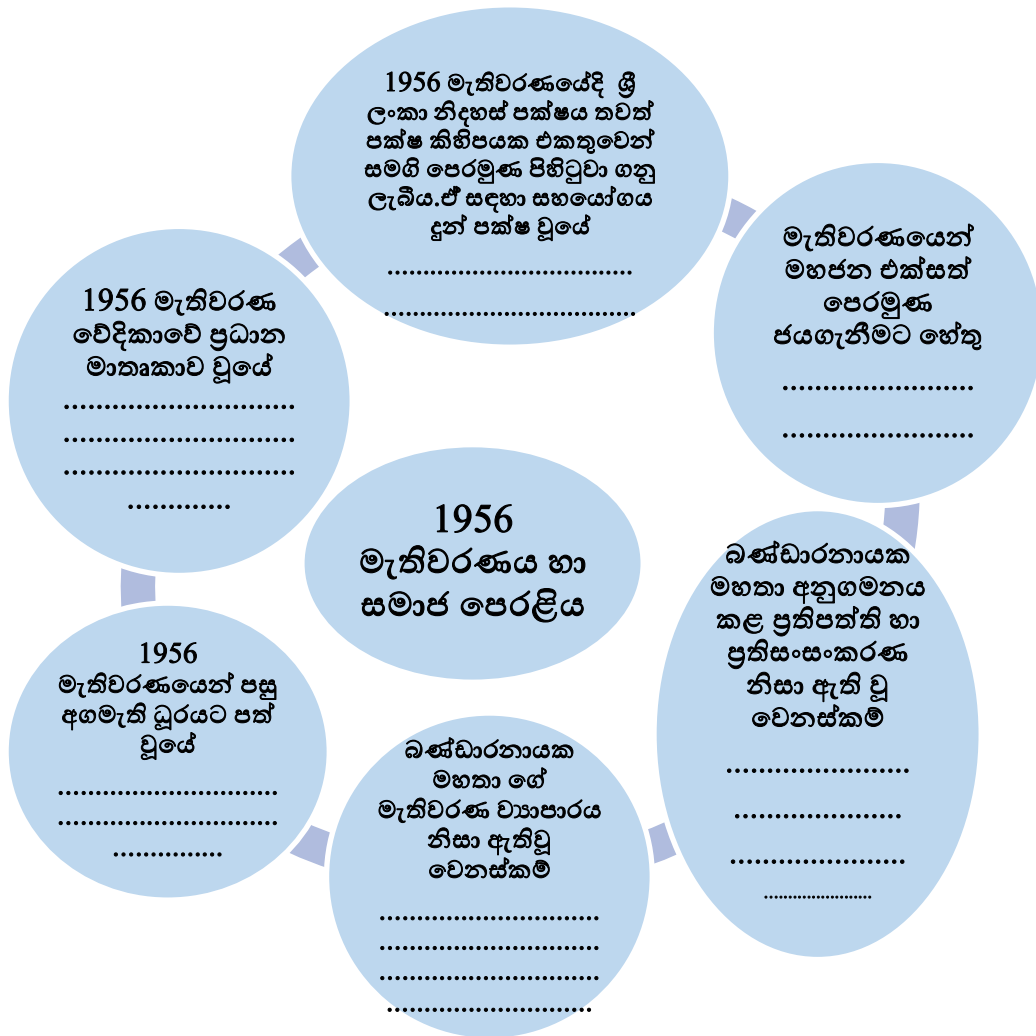 1956 මැතිවරණයේදි ශ්‍රී
ලංකා නිදහස් පක්ෂය තවත්
පක්ෂ කිහිපයක එකතුවෙන්
සමගි පෙරමුණ පිහිටුවා ගනු
ලැබීය.ඒ් සඳහා සහයෝගය
දුන් පක්ෂ වූයේ
..................................
...................................
මැතිවරණයෙන්
මහජන එක්සත්
පෙරමුණ
ජයගැනීමට හේතු
........................
........................
බණ්ඩාරනායක
මහතා අනුගමනය
කළ ප්‍රතිපත්ති හා
ප්‍රතිසංසංකරණ
නිසා ඇති වූ
වෙනස්කම්
.......................
.....................
......................
.......................
බණ්ඩාරනායක
මහතා ගේ
මැතිවරණ ව්‍යාපාරය
නිසා ඇතිවූ
වෙනස්කම්
............................
............................
............................
..........................
1956
මැතිවරණයෙන් පසු
අගමැති ධූරයට පත්
වූයේ
............................
............................
..............
1956 මැතිවරණ
වේදිකාවේ ප්‍රධාන
මාතෘකාව වූයේ
.............................
.............................
.............................
.............
1956
මැතිවරණය හා
සමාජ පෙරළිය